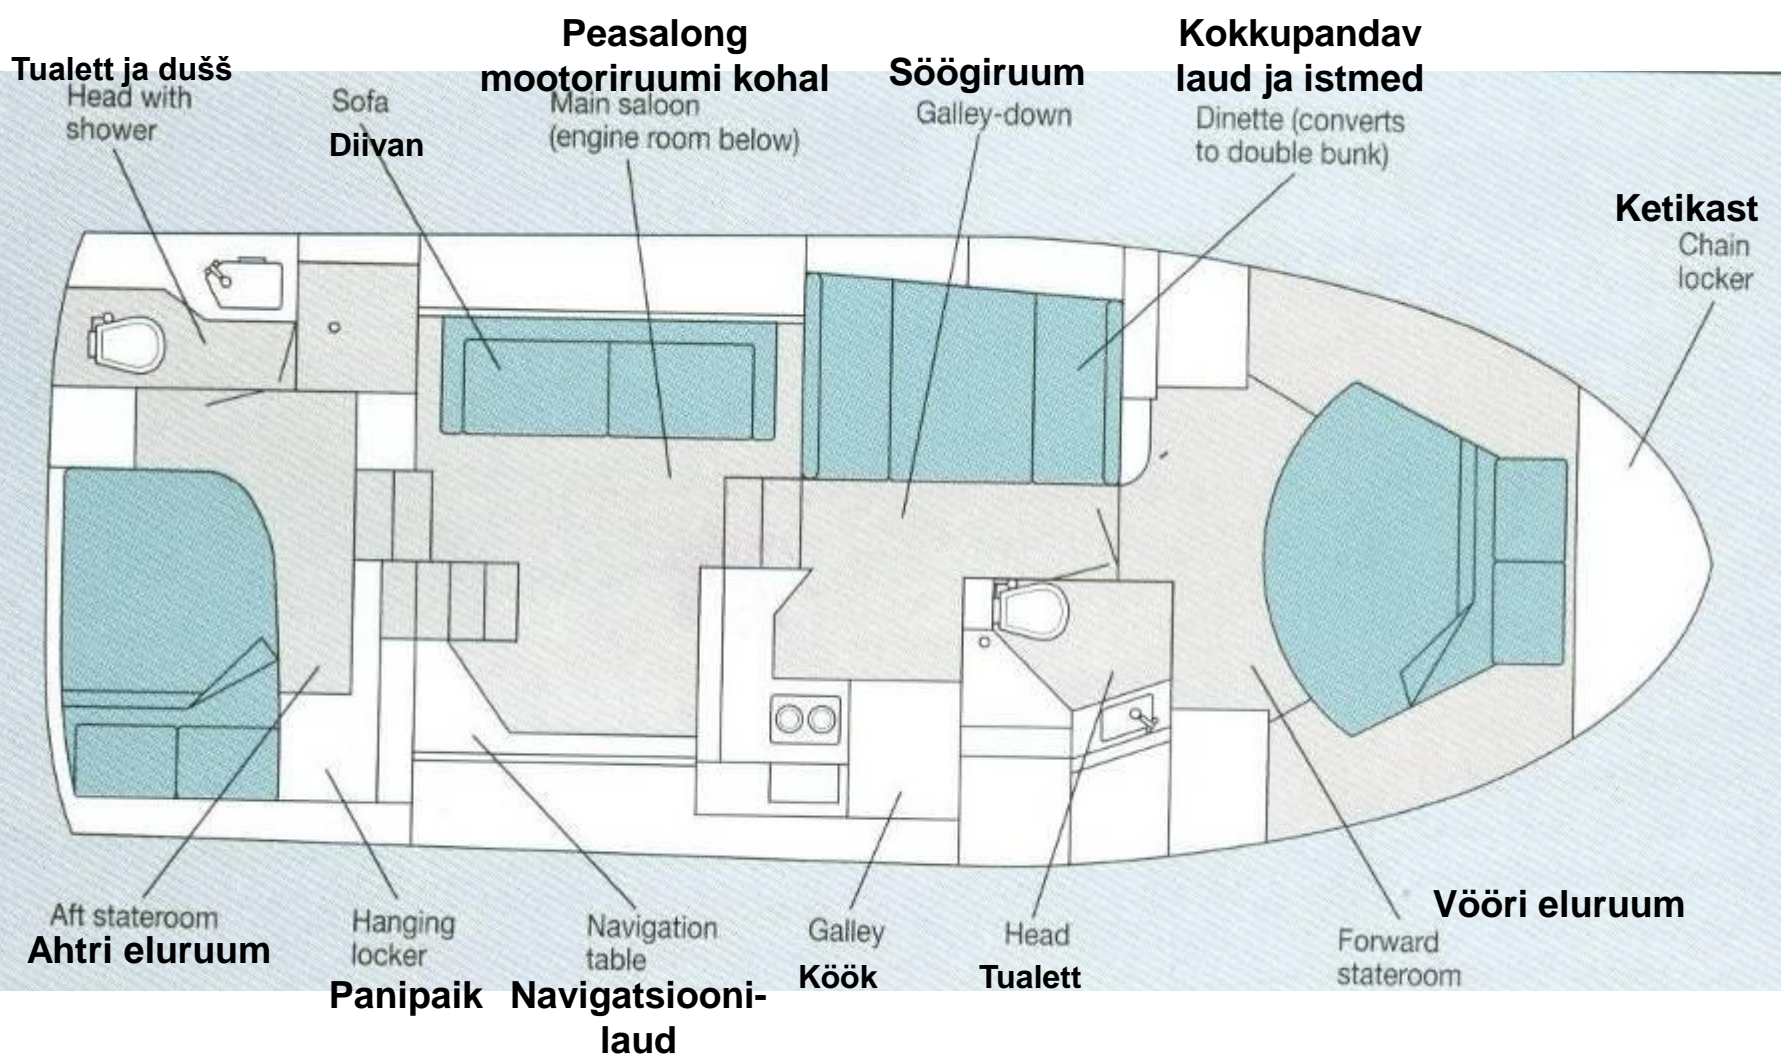 Tualett ja dušš
Head with
shower
Sofa
Diivan
Peasalong
mootoriruumi kohal
Main saloon
(engine room below)
Söögiruum
Galley-down
Kokkupandav
laud ja istmed
Dinette (converts
to double bunk)
Ketikast
Chain
locker
Aft stateroom
Ahtri eluruum
Hanging
locker
Panipaik
Navigation
table
Navigatsiooni-
laud
Galley
Köök
Head
Tualett
Vööri eluruum
Forward
stateroom